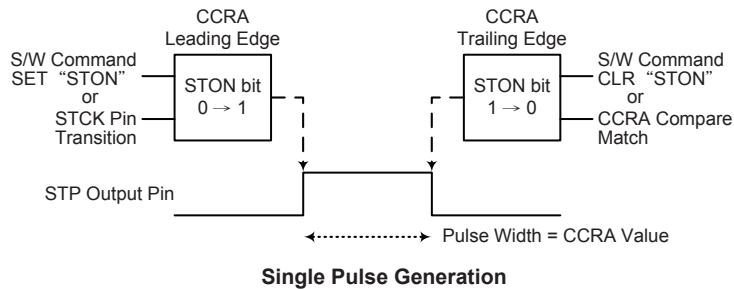 CCRA
Leading Edge
S/W Command
SET “STON”
or
STCK Pin
Transition
STON bit
0 → 1
CCRA
Trailing Edge
STON bit
1 → 0
S/W Command
CLR “STON”
or
CCRA Compare
Match
STP Output Pin
Pulse Width = CCRA Value
Single Pulse Generation